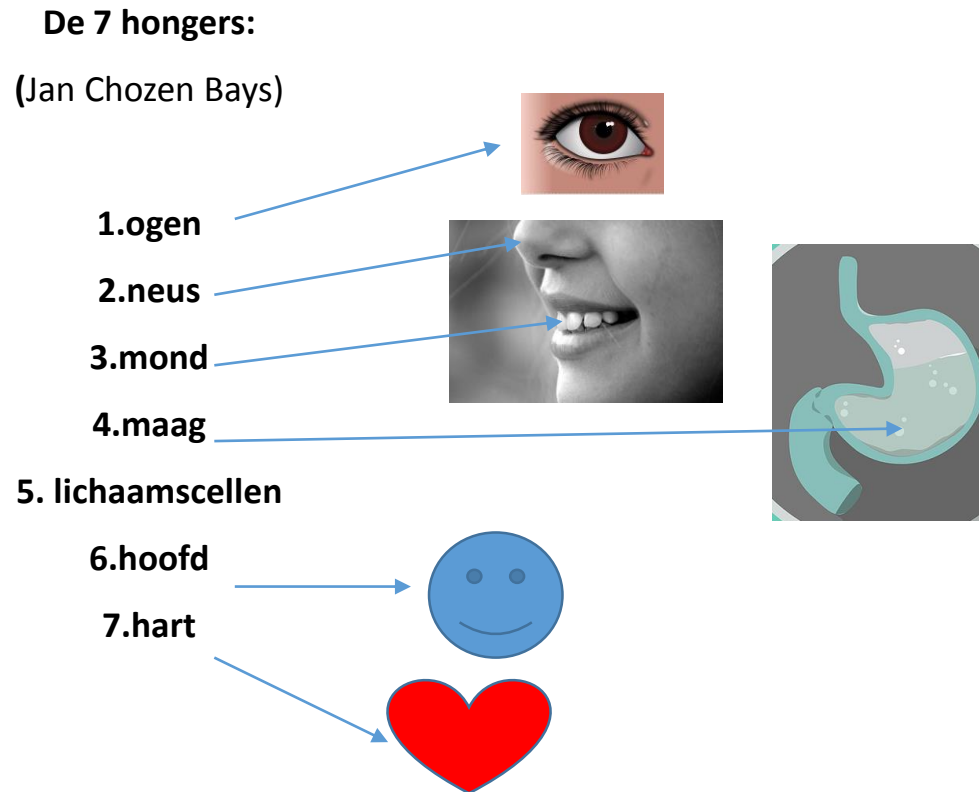 De 7 hongers:
(Jan Chozen Bays)
1.ogen
2.neus
3.mond
4.maag
5. lichaamscellen
6.hoofd
7.hart